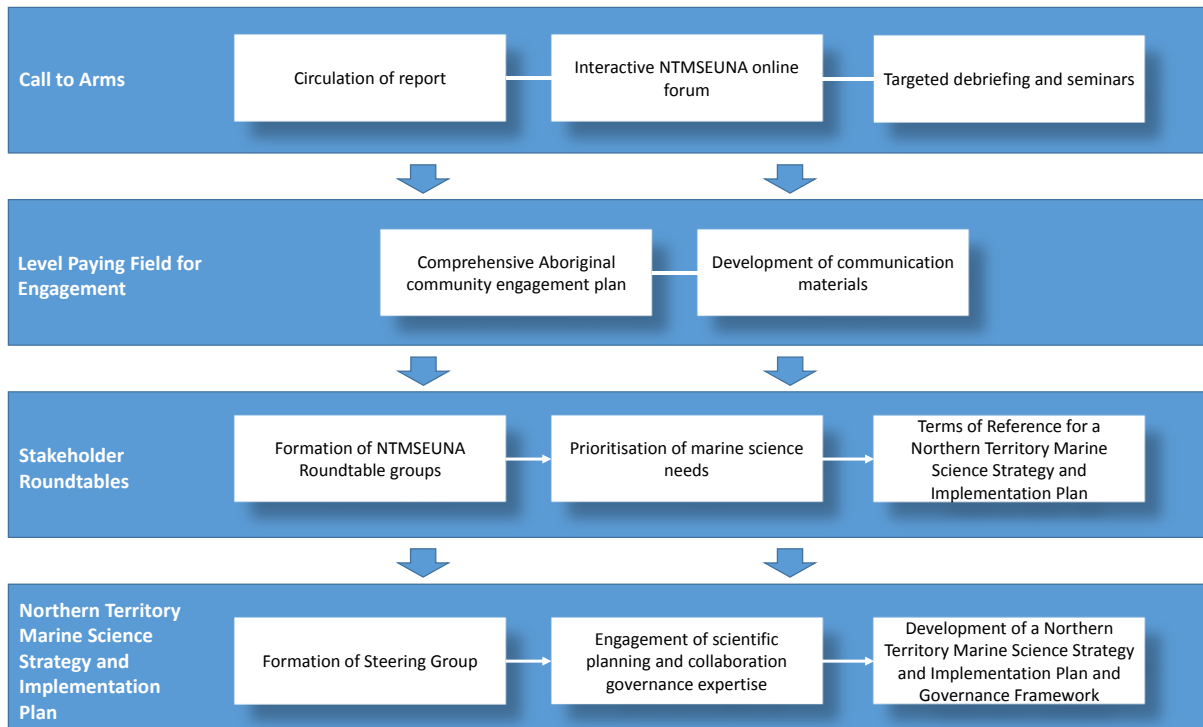 Call to Arms
Circulation of report
Interactive NTMSEUNA online
forum
Targeted debriefing and seminars
Level Paying Field for
Engagement
Comprehensive Aboriginal
community engagement plan
Development of communication
materials
Stakeholder
Roundtables
Formation of NTMSEUNA
Roundtable groups
Prioritisation of marine science
needs
Terms of Reference for a
Northern Territory Marine
Science Strategy and
Implementation Plan
Northern Territory
Marine Science
Strategy and
Implementation
Plan
Formation of Steering Group
Engagement of scientific
planning and collaboration
governance expertise
Development of a Northern
Territory Marine Science Strategy
and Implementation Plan and
Governance Framework